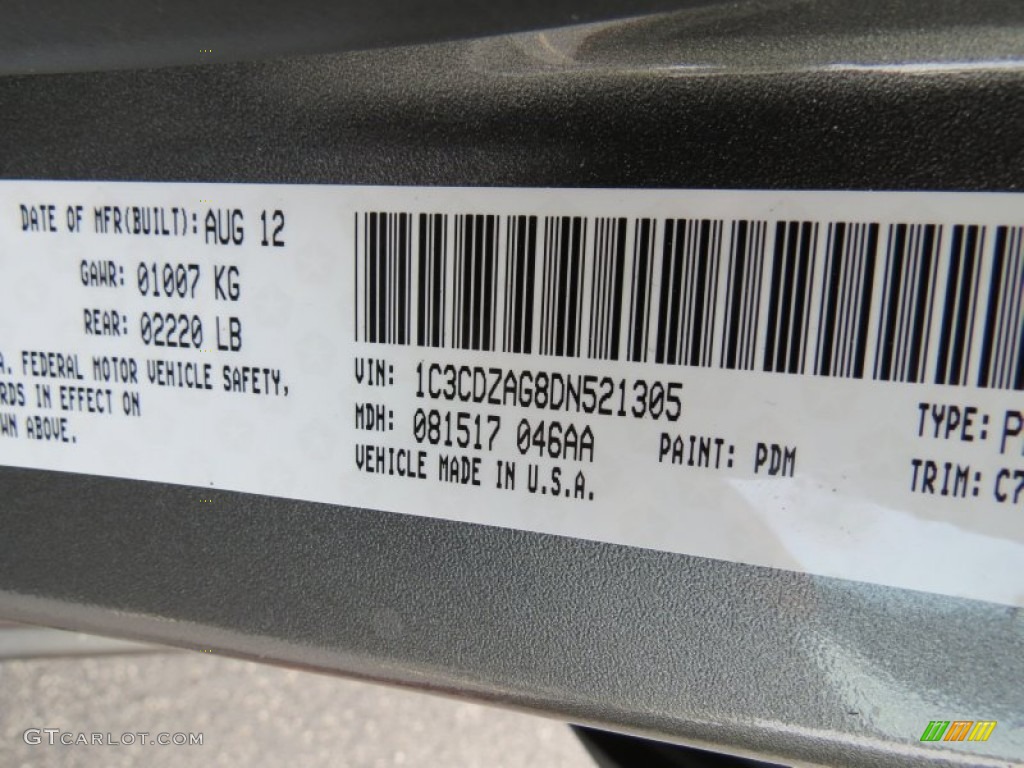 DATE OF MFR(BUILT): AUG 12
GAWR: 01007 KG
REAR: 02220 LB
A. FEDERAL MOTOR VEHICLE SAFETY,
RDS IN EFFECT ON
WN ABOVE.
VIN: 1C3CDZAG8DN521305
MDH: 081517 046AA
VEHICLE MADE IN U.S.A.
PAINT: PDM
TYPE: P
TRIM: C7
GTCARLOT.COM